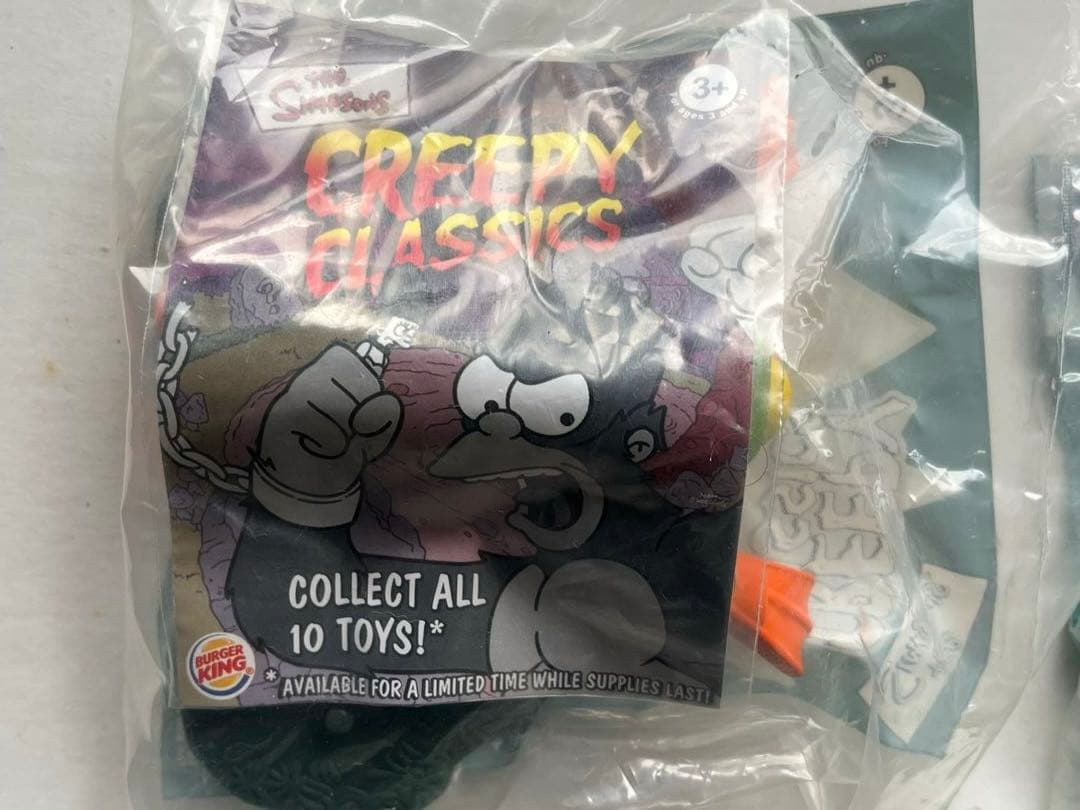 THE
SIMPSONS
3+
CREEPY
CLASSICS
COLLECT ALL
10 TOYS!*
BURGER
KING®
*AVAILABLE FOR A LIMITED TIME WHILE SUPPLIES LAST!